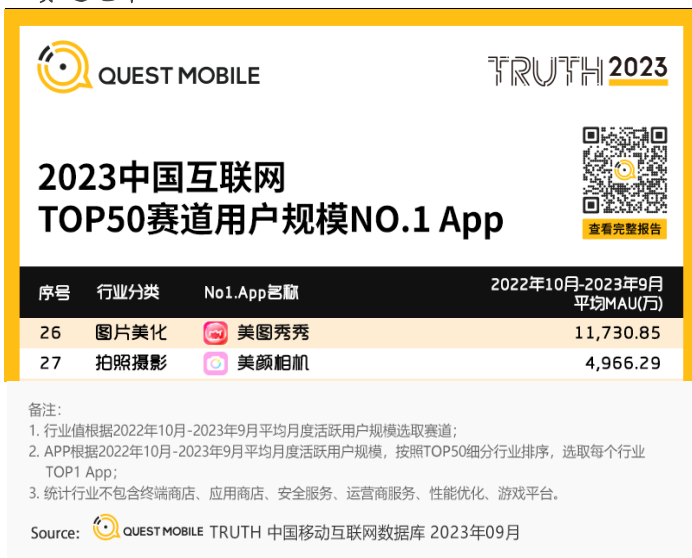 QUEST MOBILE
TRUTH 2023
2023中国互联网
TOP50赛道用户规模NO.1 App
查看完整报告
序号 行业分类 No1.App名称 2022年10月-2023年9月
平均MAU(万)
26 图片美化 美图秀秀 11,730.85
27 拍照摄影 美颜相机 4,966.29
备注:
1. 行业值根据2022年10月-2023年9月平均月度活跃用户规模选取赛道;
2. APP根据2022年10月-2023年9月平均月度活跃用户规模，按照TOP50细分行业排序，选取每个行业
TOP1 App;
3. 统计行业不包含终端商店、应用商店、安全服务、运营商服务、性能优化、游戏平台。
Source: QUEST MOBILE TRUTH 中国移动互联网数据库 2023年09月